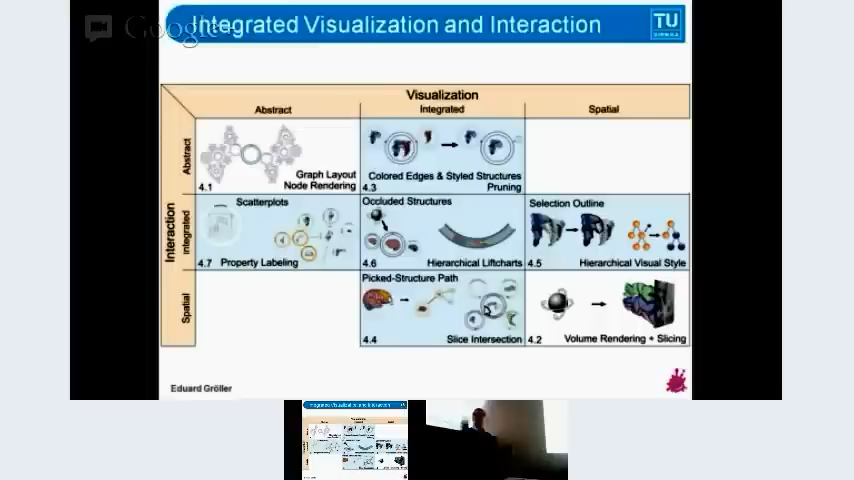 Google+
Integrated Visualization and Interaction
TU
Visualization
Abstract
Integrated
Spatial
Interaction
Abstract
Graph Layout
Node Rendering
4.1
Colored Edges & Styled Structures
Pruning
4.3
Integrated
Scatterplots
4.7 Property Labeling
Occluded Structures
4.6 Hierarchical Liftcharts
Selection Outline
4.5 Hierarchical Visual Style
Spatial
Picked-Structure Path
4.4 Slice Intersection
4.2 Volume Rendering + Slicing
Eduard Gröller